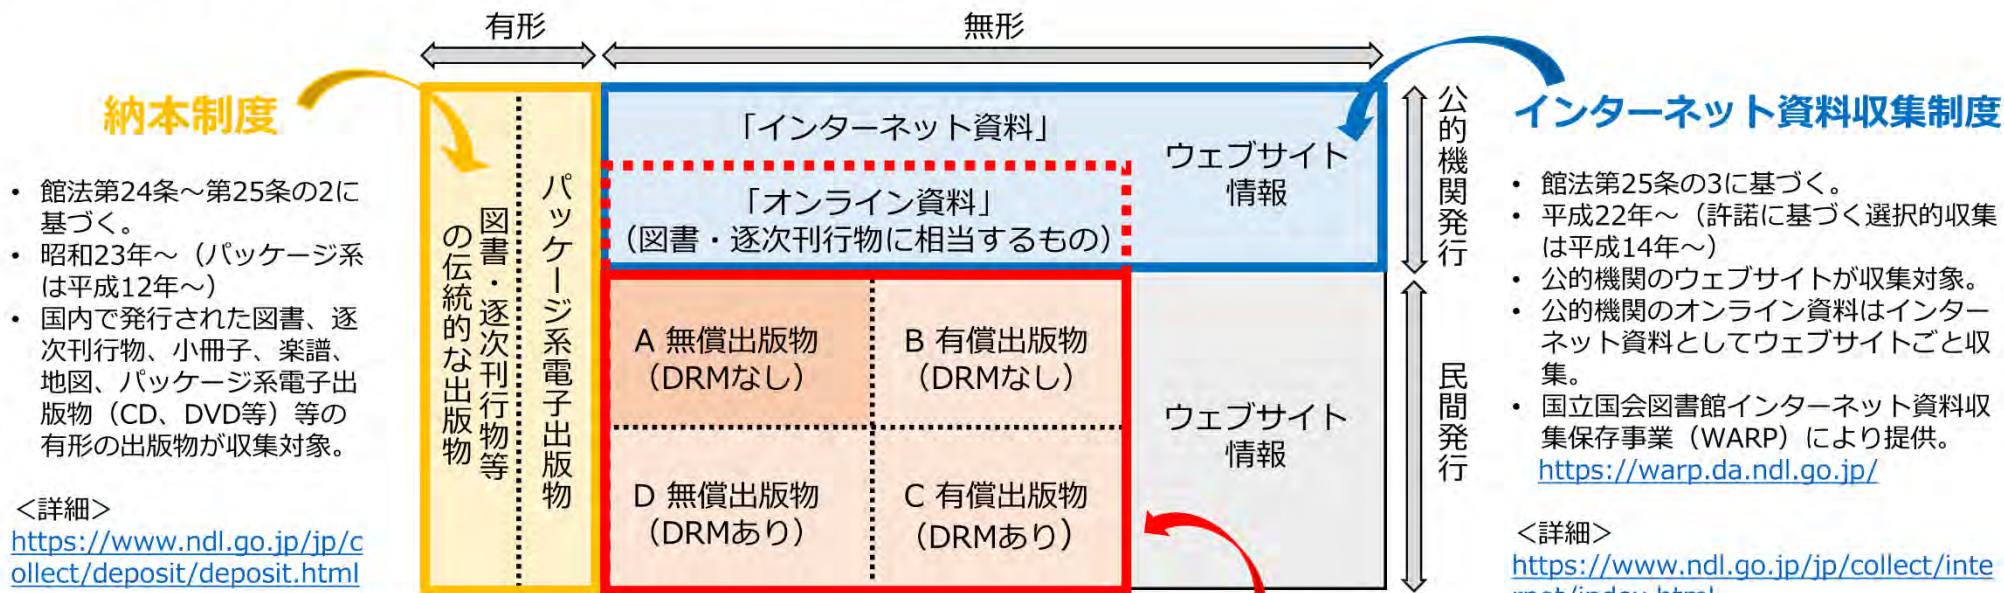 有形
無形
納本制度
• 館法第24条～第25条の2に
基づく。
• 昭和23年～（パッケージ系
は平成12年～）
• 国内で発行された図書、逐
次刊行物、小冊子、楽譜、
地図、パッケージ系電子出
版物（CD、DVD等）等の
有形の出版物が収集対象。
＜詳細＞
https://www.ndl.go.jp/jp/c
ollect/deposit/deposit.html
図書・逐次刊行物等
の伝統的な出版物
パッケージ系電子出版物
「インターネット資料」
「オンライン資料」
（図書・逐次刊行物に相当するもの）
ウェブサイト
情報
A 無償出版物
（DRMなし）
B 有償出版物
（DRMなし）
D 無償出版物
（DRMあり）
C 有償出版物
（DRMあり）
ウェブサイト
情報
公的機関発行
民間発行
インターネット資料収集制度
• 館法第25条の3に基づく。
• 平成22年～（許諾に基づく選択的収集
は平成14年～）
• 公的機関のウェブサイトが収集対象。
• 公的機関のオンライン資料はインター
ネット資料としてウェブサイトごと収
集。
• 国立国会図書館インターネット資料収
集保存事業（WARP）により提供。
https://warp.da.ndl.go.jp/
＜詳細＞
https://www.ndl.go.jp/jp/collect/inte
rnet/index.html